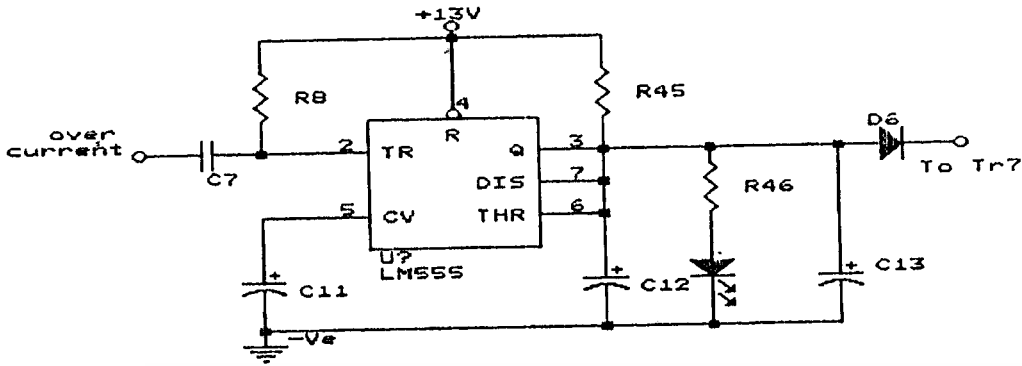 +13V
R8
R45
4
over
current
R
D6
2
TR
Q
3
C7
DIS
7
R46
To Tr7
5
CV
THR
6
U?
LM555
C11
+
C12
+
C13
+
-Ve